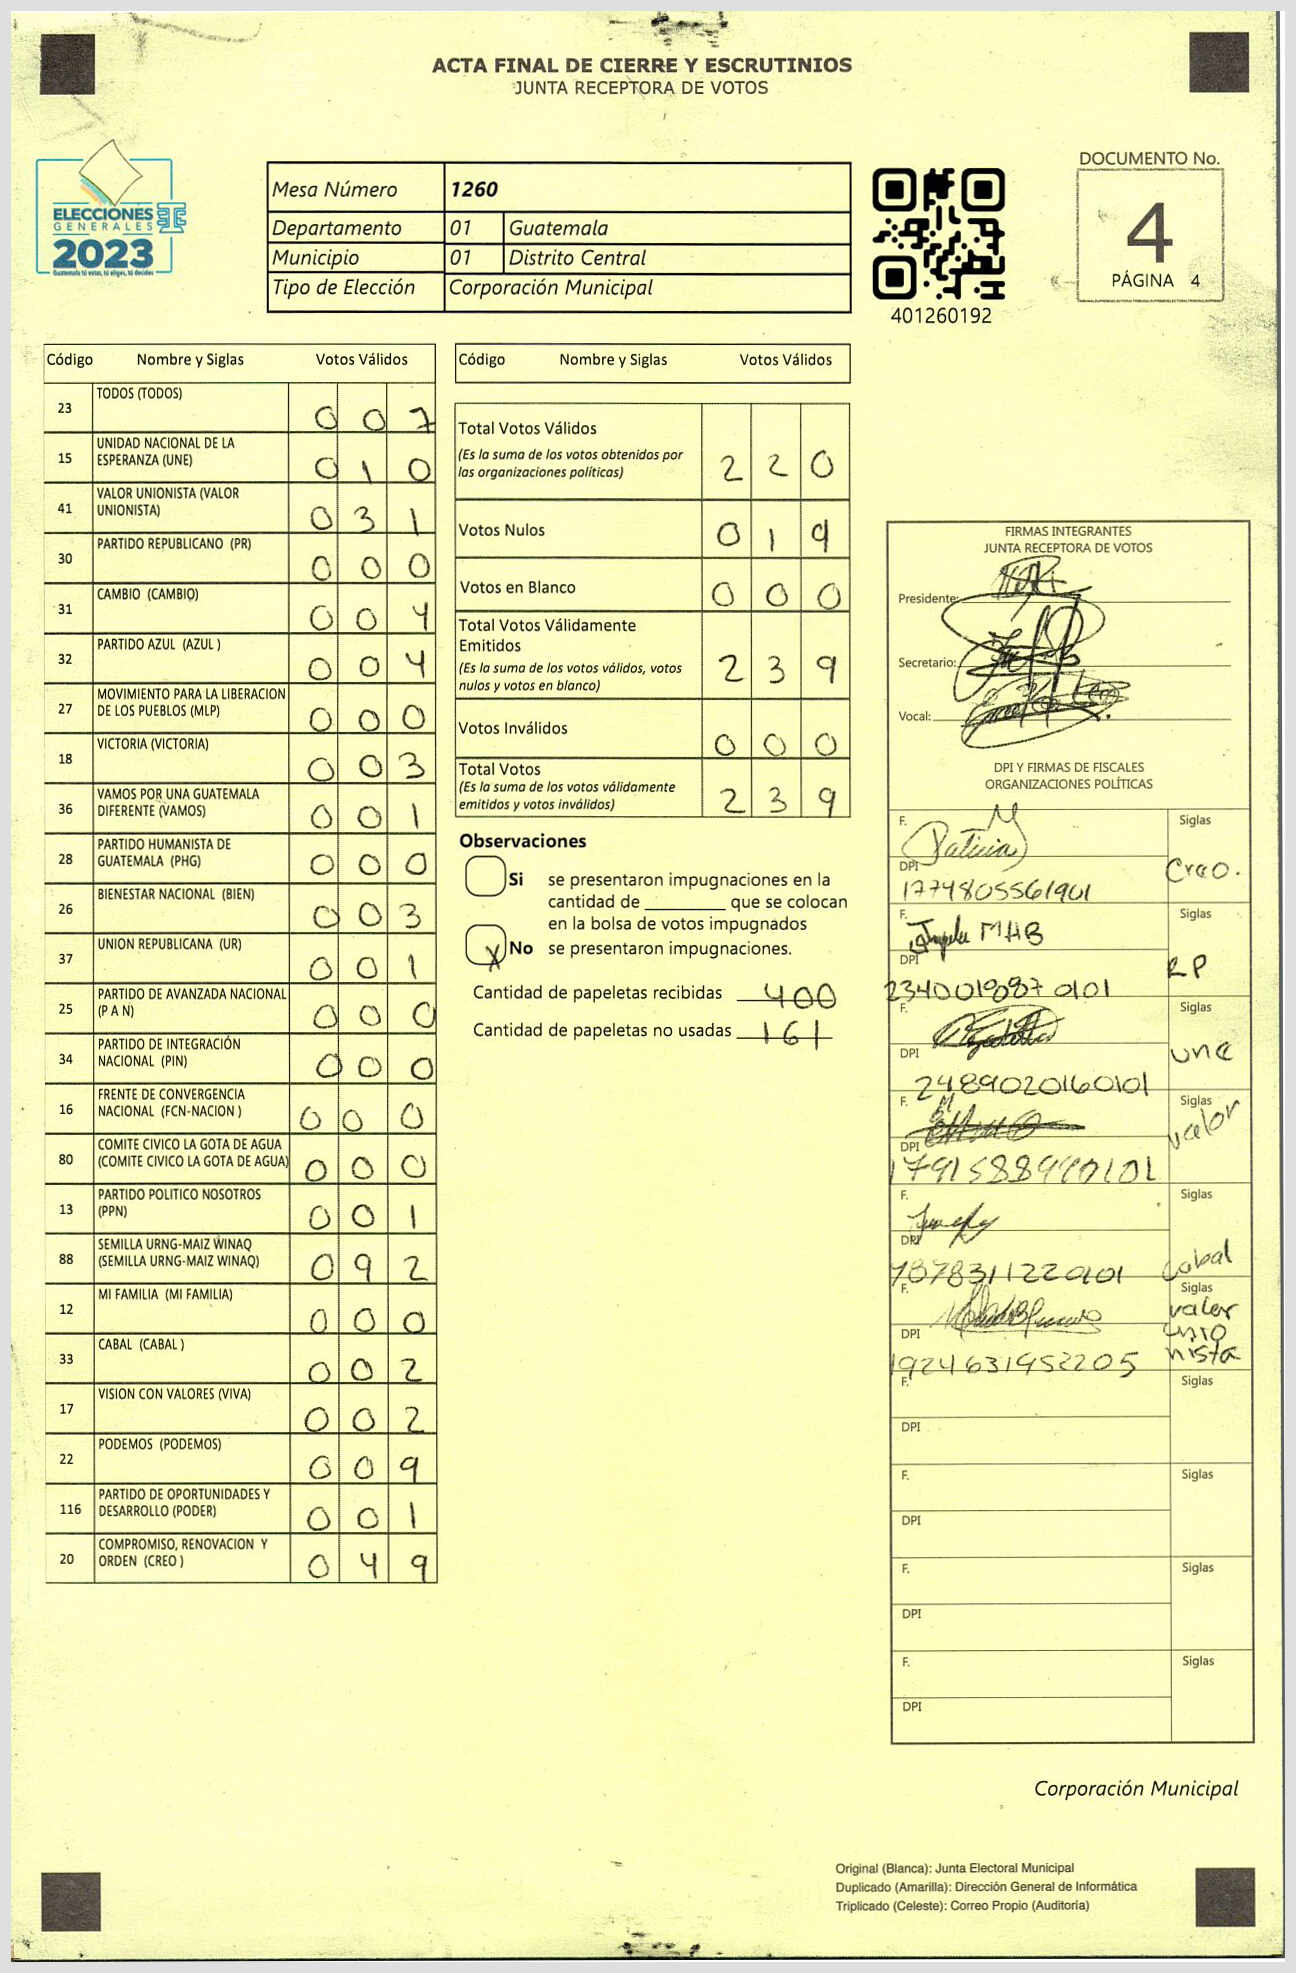 ACTA FINAL DE CIERRE Y ESCRUTINIOS
JUNTA RECEPTORA DE VOTOS
ELECCIONES
GENERALES
2023
Guatemala tú votas, tú eliges, tú decides
Mesa Número 1260
Departamento 01 Guatemala
Municipio 01 Distrito Central
Tipo de Elección Corporación Municipal
401260192
DOCUMENTO No.
4
PÁGINA 4
Código Nombre y Siglas Votos Válidos
23 TODOS (TODOS) 0 0 7
15 UNIDAD NACIONAL DE LA
ESPERANZA (UNE) 0 1 0
41 VALOR UNIONISTA (VALOR
UNIONISTA) 0 3 1
30 PARTIDO REPUBLICANO (PR) 0 0 0
31 CAMBIO (CAMBIO) 0 0 4
32 PARTIDO AZUL (AZUL ) 0 0 4
27 MOVIMIENTO PARA LA LIBERACION
DE LOS PUEBLOS (MLP) 0 0 0
18 VICTORIA (VICTORIA) 0 0 3
36 VAMOS POR UNA GUATEMALA
DIFERENTE (VAMOS) 0 0 1
28 PARTIDO HUMANISTA DE
GUATEMALA (PHG) 0 0 0
26 BIENESTAR NACIONAL (BIEN) 0 0 3
37 UNION REPUBLICANA (UR) 0 0 1
25 PARTIDO DE AVANZADA NACIONAL
(P A N) 0 0 0
34 PARTIDO DE INTEGRACIÓN
NACIONAL (PIN) 0 0 0
16 FRENTE DE CONVERGENCIA
NACIONAL (FCN-NACION ) 0 0 0
80 COMITE CIVICO LA GOTA DE AGUA
(COMITE CIVICO LA GOTA DE AGUA) 0 0 0
13 PARTIDO POLITICO NOSOTROS
(PPN) 0 0 1
88 SEMILLA URNG-MAIZ WINAQ
(SEMILLA URNG-MAIZ WINAQ) 0 9 2
12 MI FAMILIA (MI FAMILIA) 0 0 0
33 CABAL (CABAL ) 0 0 2
17 VISION CON VALORES (VIVA) 0 0 2
22 PODEMOS (PODEMOS) 0 0 9
116 PARTIDO DE OPORTUNIDADES Y
DESARROLLO (PODER) 0 0 1
20 COMPROMISO, RENOVACION Y
ORDEN (CREO ) 0 4 9
Código Nombre y Siglas Votos Válidos
Total Votos Válidos
(Es la suma de los votos obtenidos por
las organizaciones políticas) 2 2 0
Votos Nulos 0 1 9
Votos en Blanco 0 0 0
Total Votos Válidamente
Emitidos
(Es la suma de los votos válidos, votos
nulos y votos en blanco) 2 3 9
Votos Inválidos 0 0 0
Total Votos
(Es la suma de los votos válidamente
emitidos y votos inválidos) 2 3 9
Observaciones
Si se presentaron impugnaciones en la
cantidad de ________ que se colocan
en la bolsa de votos impugnados
X No se presentaron impugnaciones.
Cantidad de papeletas recibidas 400
Cantidad de papeletas no usadas 161
FIRMAS INTEGRANTES
JUNTA RECEPTORA DE VOTOS
Presidente:
Secretario:
Vocal:
DPI Y FIRMAS DE FISCALES
ORGANIZACIONES POLÍTICAS
F. Patricia Siglas
DPI 1774805561901 Creo.
F. MAB Siglas
DPI RP
F. Siglas
DPI 2489020160101 une
F. Siglas
DPI valor
F. Siglas
DPI Cabal
F. Siglas
DPI 1924631952205 valor unionista
F. Siglas
DPI
F. Siglas
DPI
F. Siglas
DPI
F. Siglas
DPI
Corporación Municipal
Original (Blanca): Junta Electoral Municipal
Duplicado (Amarilla): Dirección General de Informática
Triplicado (Celeste): Correo Propio (Auditoría)